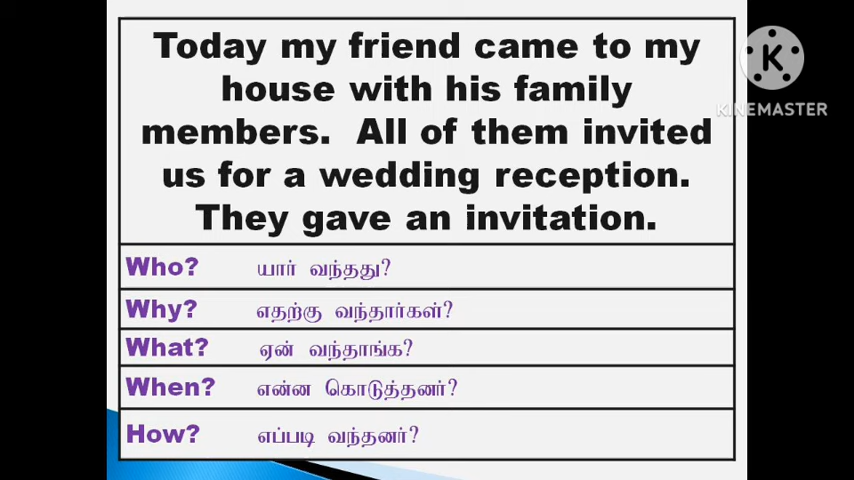 Today my friend came to my
house with his family
members. All of them invited
us for a wedding reception.
They gave an invitation.
K
KINEMASTER
Who? யார் வந்தது?
Why? எதற்கு வந்தார்கள்?
What? ஏன் வந்தாங்க?
When? என்ன கொடுத்தனர்?
How? எப்படி வந்தனர்?